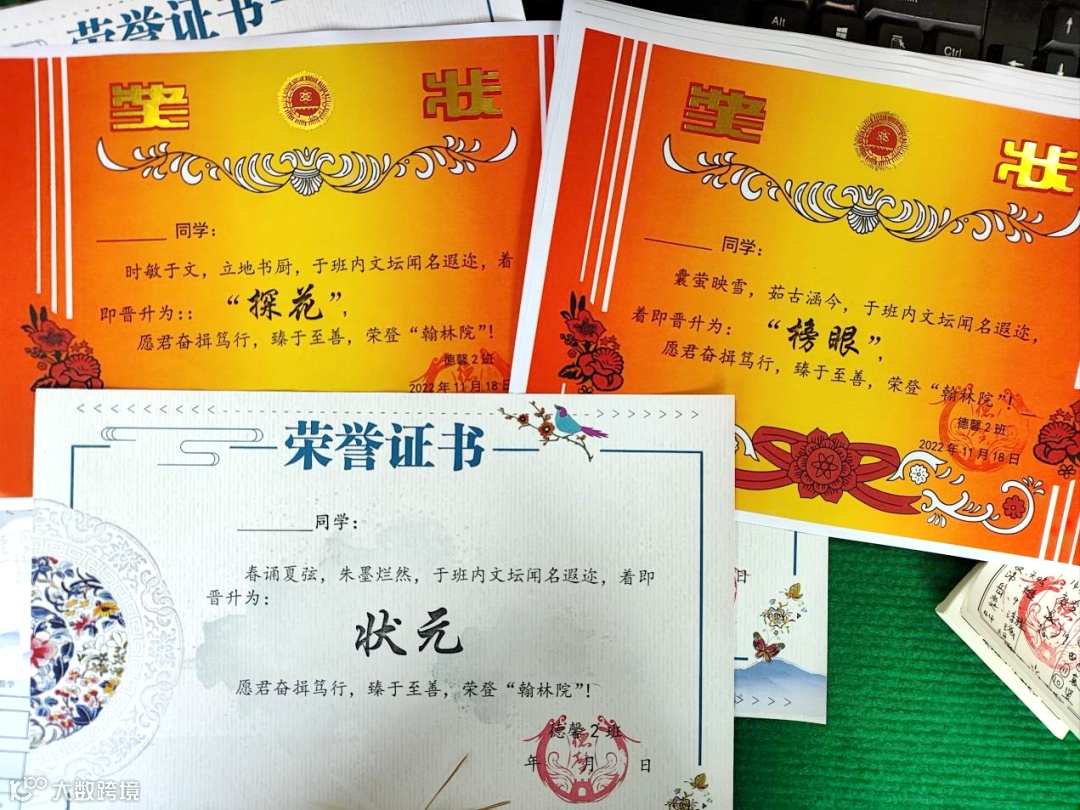 荣誉证书
奖状
同学：
时敏于文，立地书厨，于班内文坛闻名遐迩，着
即晋升为：：“探花”，
愿君奋揖笃行，臻于至善，荣登“翰林院”！
德馨2班
2022年11月18日
奖状
同学：
囊萤映雪，茹古涵今，于班内文坛闻名遐迩，
着即晋升为：“榜眼”，
愿君奋揖笃行，臻于至善，荣登“翰林院”！
德馨2班
2022年11月18日
荣誉证书
同学：
春诵夏弦，朱墨烂然，于班内文坛闻名遐迩，着即
晋升为：
状元
愿君奋揖笃行，臻于至善，荣登“翰林院”！
德馨2班
年 月 日
日
Alt
Ctrl
大数跨境